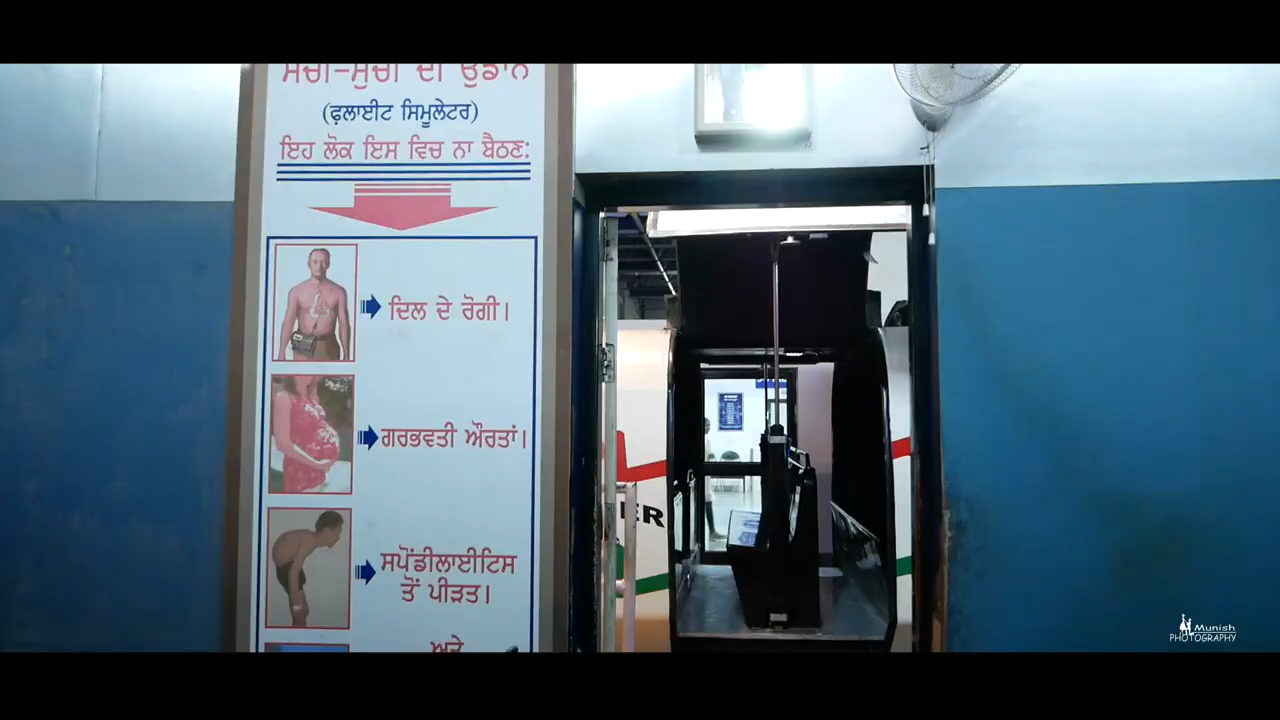 ਸੱਚੀ-ਮੁੱਚੀ ਦੀ ਉਡਾਨ
(ਫ਼ਲਾਈਟ ਸਿਮੂਲੇਟਰ)
ਇਹ ਲੋਕ ਇਸ ਵਿਚ ਨਾ ਬੈਠਣ:
ਦਿਲ ਦੇ ਰੋਗੀ।
ਗਰਭਵਤੀ ਔਰਤਾਂ।
ਸਪੋਂਡੀਲਾਈਟਿਸ
ਤੋਂ ਪੀੜਤ।
ਅਤੇ
ER
Munish
PHOTOGRAPHY